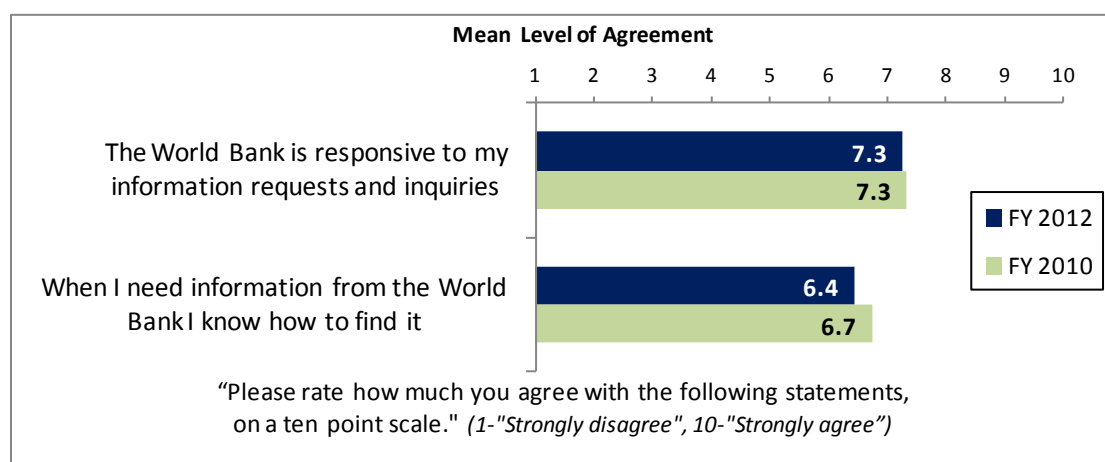 Mean Level of Agreement
1 2 3 4 5 6 7 8 9 10
The World Bank is responsive to my
information requests and inquiries
7.3
7.3
When I need information from the World
Bank I know how to find it
6.4
6.7
FY 2012
FY 2010
“Please rate how much you agree with the following statements,
on a ten point scale." (1-"Strongly disagree", 10-"Strongly agree”)